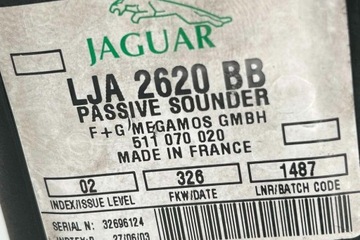 JAGUAR
LJA 2620 BB
PASSIVE SOUNDER
F+G MEGAMOS GMBH
511 070 020
MADE IN FRANCE
02 326 1487
INDEX/ISSUE LEVEL FKW/DATE LNR/BATCH CODE
SERIAL N: 32696124
27/06/03